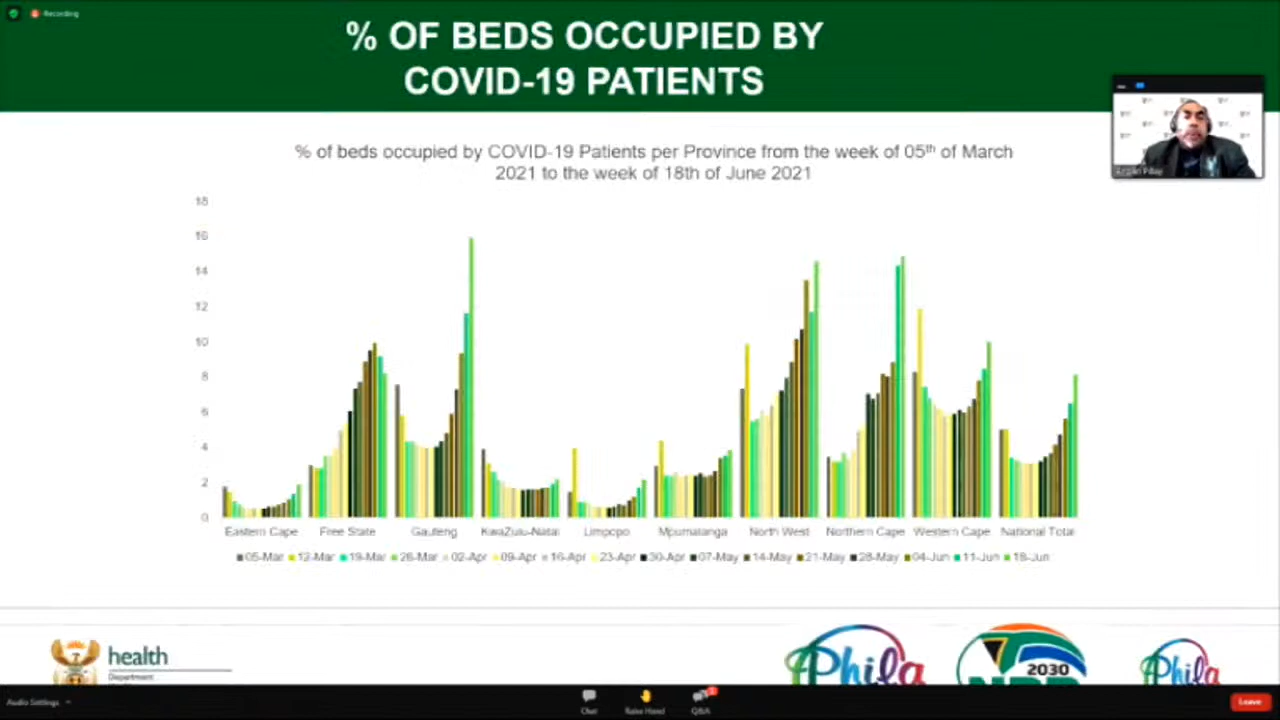 Recording
% OF BEDS OCCUPIED BY
COVID-19 PATIENTS
% of beds occupied by COVID-19 Patients per Province from the week of 05th of March
2021 to the week of 18th of June 2021
18
16
14
12
10
8
6
4
2
0
Eastern Cape Free State Gauteng KwaZulu-Natal Limpopo Mpumalanga North West Northern Cape Western Cape National Total
05-Mar 12-Mar 19-Mar 26-Mar 02-Apr 09-Apr 16-Apr 23-Apr 30-Apr 07-May 14-May 21-May 28-May 04-Jun 11-Jun 18-Jun
health
Department
Phila
2030
NDP
Phila
Audio Settings
Chat
Raise Hand
Q&A
Leave